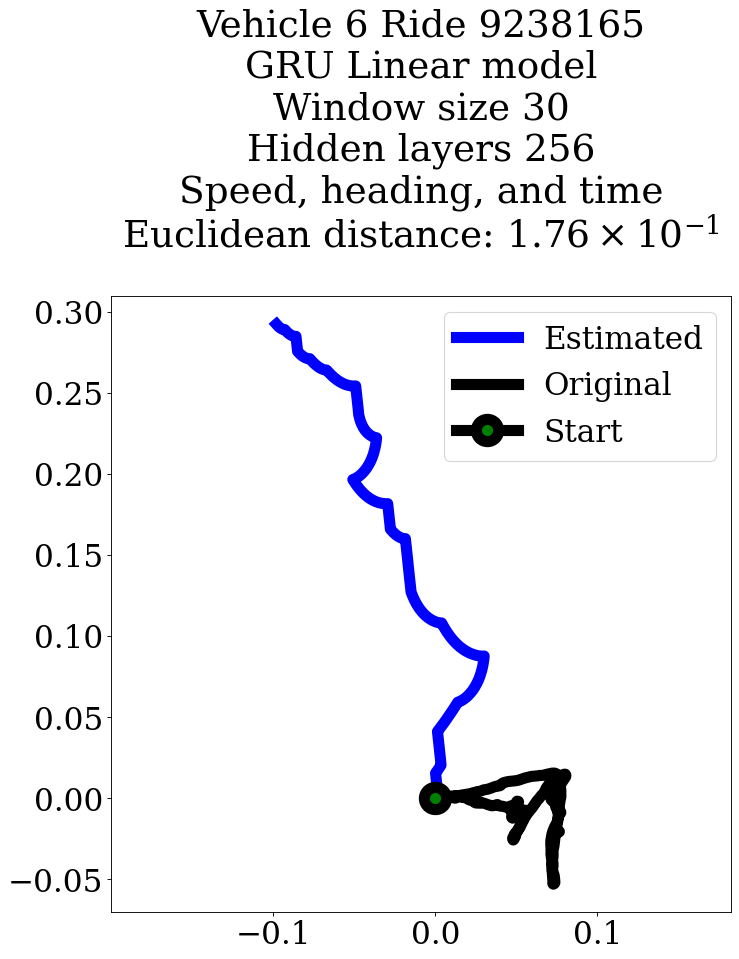 Vehicle 6 Ride 9238165
GRU Linear model
Window size 30
Hidden layers 256
Speed, heading, and time
Euclidean distance: 1.76 × 10⁻¹
0.30
0.25
0.20
0.15
0.10
0.05
0.00
−0.05
Estimated
Original
Start
−0.1
0.0
0.1